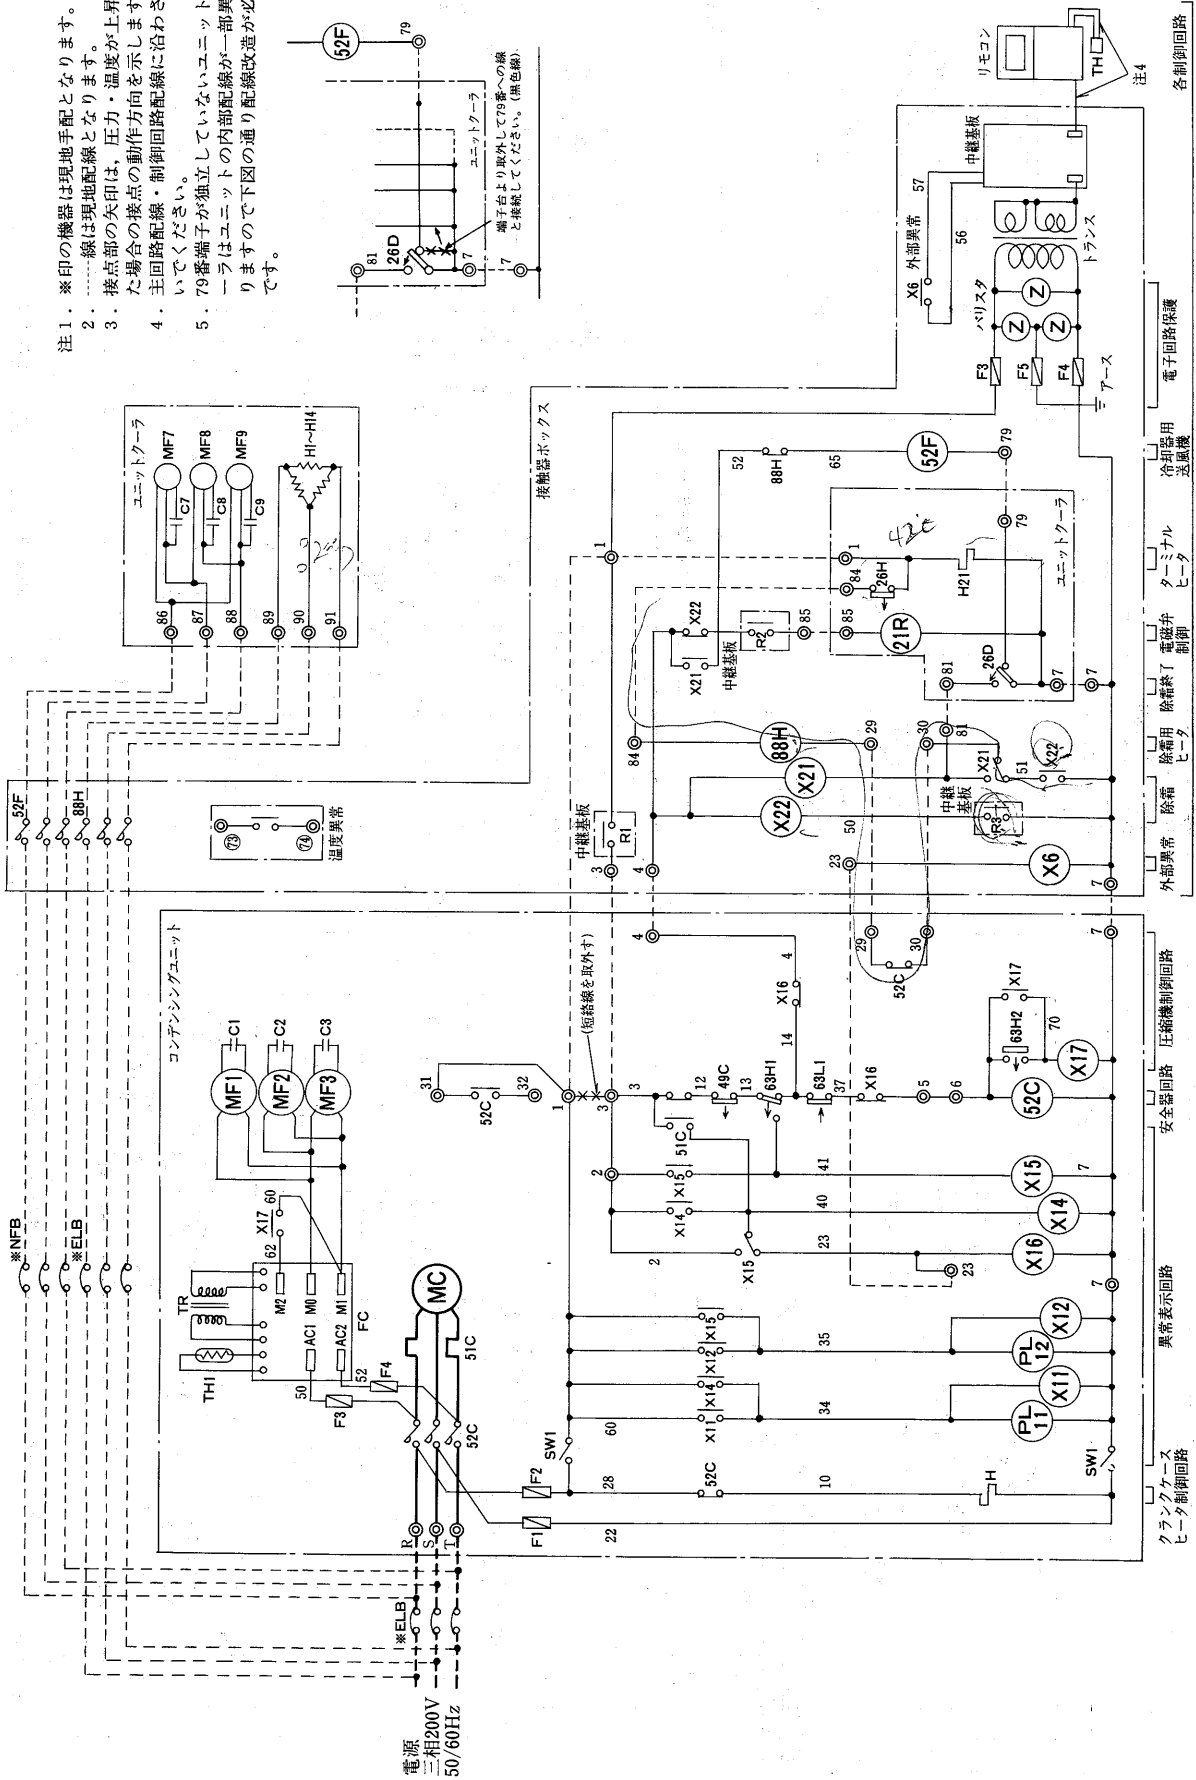 注1．※印の機器は現地手配となります。
2．-----線は現地配線となります。
3．接点部の矢印は，圧力・温度が上昇
た場合の接点の動作方向を示します
4．主回路配線・制御回路配線に沿わさ
いでください。
5．79番端子が独立していないユニット
ーラはユニットの内部配線が一部異
りますので下図の通り配線改造が必
です。
52F
79
81
26D
7
7
ユニットクーラ
端子台より取外して79番への線
と接続してください。(黒色線)
ユニットクーラ
MF7
MF8
MF9
C7
C8
C9
H1～H14
86
87
88
89
90
91
52F
88H
73
74
温度異常
※NFB
※ELB
コンデンシングユニット
MF1
MF2
MF3
C1
C2
C3
TR
TH1
M2
M0
M1
AC1
AC2
FC
X17
62
60
50
52
F3
F4
MC
51C
52C
R
S
T
※ELB
電源
三相200V
50/60Hz
接触器ボックス
リモコン
TH
注4
中継基板
57
56
X6
外部異常
トランス
バリスタ
Z
Z
Z
F3
F5
F4
アース
52
88H
65
52F
79
79
1
1
84
26H
H21
ユニットクーラ
X22
X21
中継基板
R2
85
85
21R
81
26D
7
7
84
88H
29
30
81
X21
X22
X21
51
X22
中継
基板
R3
50
中継基板
R1
3
4
23
X6
7
31
32
52C
1
3
(短絡線を取外す)
4
4
X16
14
3
12
49C
13
63H1
63L1
37
X16
5
6
52C
63H2
X17
70
X17
29
30
52C
7
2
51C
X15
41
X15
7
X14
40
X14
2
X15
23
X16
23
7
X15
X12
35
PL
12
X12
X14
X11
34
PL
11
X11
60
SW1
SW1
F2
28
52C
10
H
F1
22
クランクケース
ヒータ制御回路
異常表示回路
安全器回路
圧縮機制御回路
外部異常
除霜
除霜用
ヒータ
除霜終了
電磁弁
制御
ターミナル
ヒータ
冷却器用
送風機
電子回路保護
各制御回路